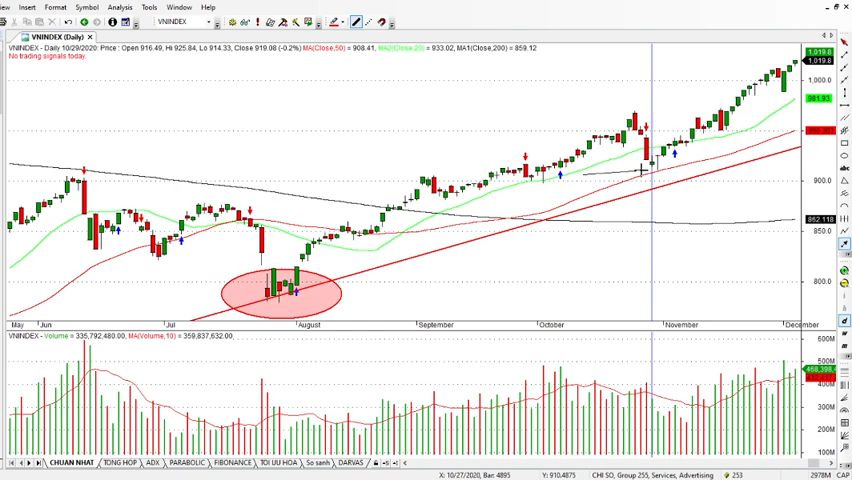 Insert Format Symbol Analysis Tools Window Help
VNINDEX
VNINDEX (Daily)
VNINDEX - Daily 10/29/2020: Price : Open 916.49, Hi 925.84, Lo 914.33, Close 919.08 (-0.2%) MA(Close,50) = 908.41, MA2(Close,20) = 933.02, MA1(Close,200) = 859.12
No trading signals today.
1,019.8
1,019.8
1,000.0
981.93
900.0
862.118
850.0
800.0
May Jun Jul August September October November December
VNINDEX - Volume = 335,792,480.00, MA(Volume,10) = 359,837,632.00,
600M
500M
468,398,
400M
300M
200M
100M
CHUAN NHAT TONG HOP ADX PARABOLIC FIBONANCE TOI UU HOA So sanh DARVAS
X: 10/27/2020, Bar: 4895 Y: 910.4875 CHI SO, Group 255, Services, Advertising 253 2978M CAP